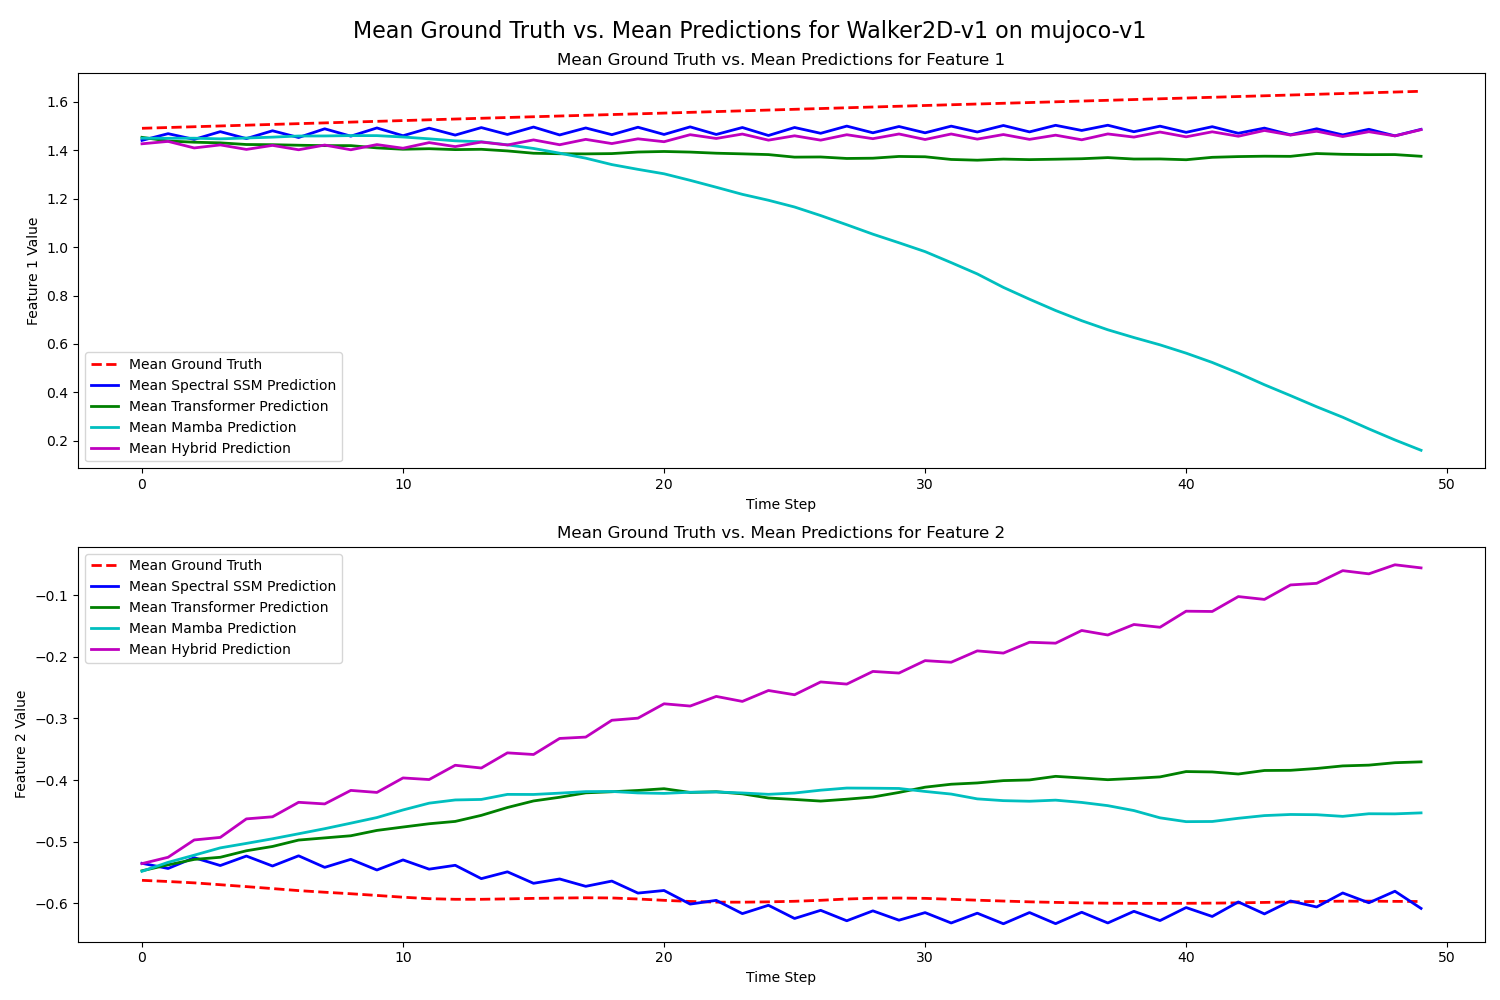 Mean Ground Truth vs. Mean Predictions for Walker2D-v1 on mujoco-v1
Mean Ground Truth vs. Mean Predictions for Feature 1
Feature 1 Value
1.6
1.4
1.2
1.0
0.8
0.6
0.4
0.2
Mean Ground Truth
Mean Spectral SSM Prediction
Mean Transformer Prediction
Mean Mamba Prediction
Mean Hybrid Prediction
0 10 20 30 40 50
Time Step
Mean Ground Truth vs. Mean Predictions for Feature 2
Feature 2 Value
Mean Ground Truth
Mean Spectral SSM Prediction
Mean Transformer Prediction
Mean Mamba Prediction
Mean Hybrid Prediction
−0.1
−0.2
−0.3
−0.4
−0.5
−0.6
0 10 20 30 40 50
Time Step